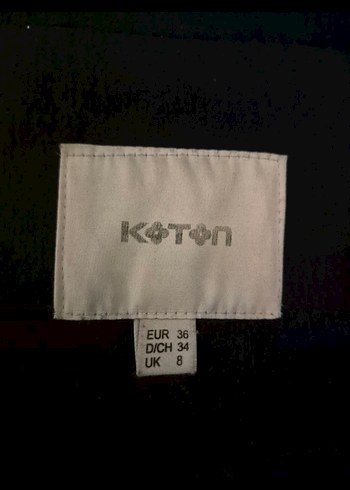 KOTON
EUR 36
D/CH 34
UK 8